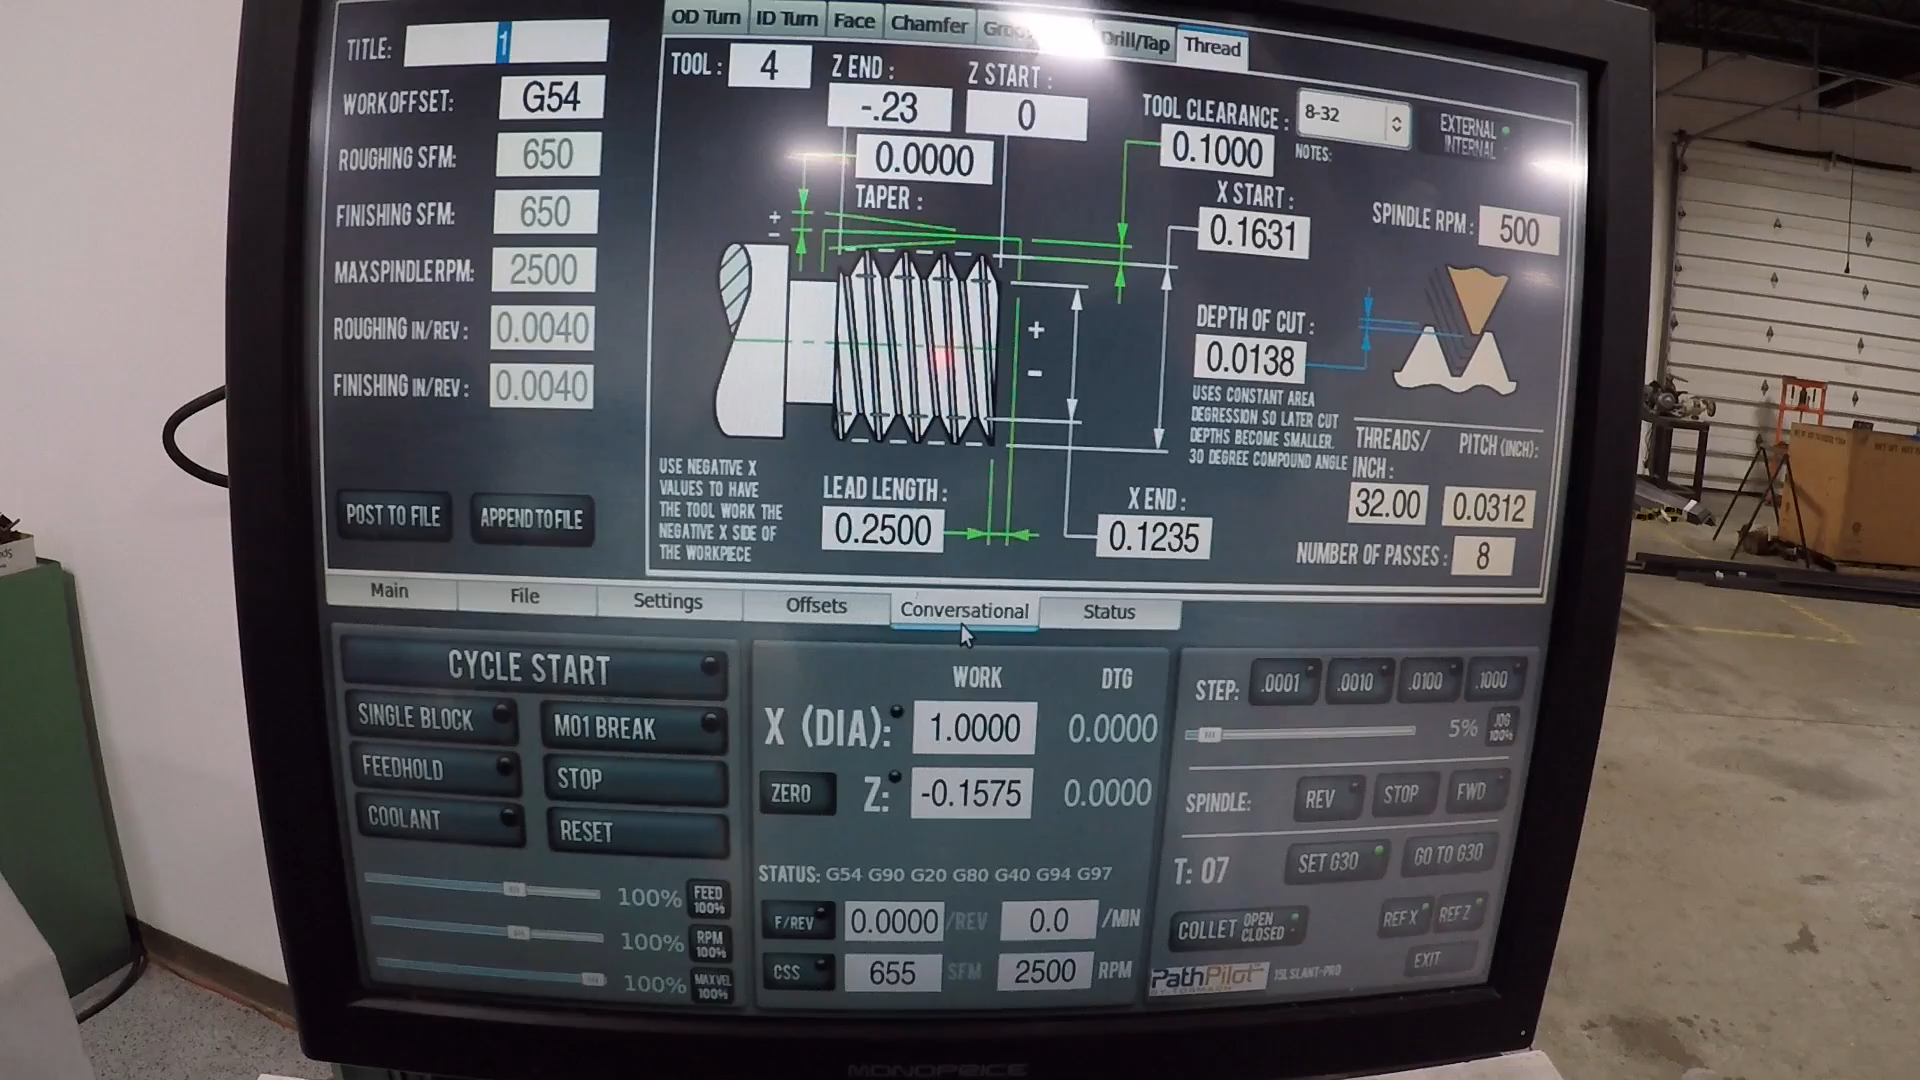 TITLE: 1
WORK OFFSET: G54
ROUGHING SFM: 650
FINISHING SFM: 650
MAX SPINDLE RPM: 2500
ROUGHING IN/REV: 0.0040
FINISHING IN/REV: 0.0040
POST TO FILE
APPEND TO FILE
OD Turn
ID Turn
Face
Chamfer
Drill/Tap
Thread
TOOL: 4
Z END:
-.23
Z START:
0
0.0000
TAPER:
TOOL CLEARANCE:
0.1000
8-32
NOTES:
EXTERNAL
INTERNAL
X START:
0.1631
SPINDLE RPM: 500
+
-
+
-
DEPTH OF CUT:
0.0138
USES CONSTANT AREA
DEGRESSION SO LATER CUT
DEPTHS BECOME SMALLER.
30 DEGREE COMPOUND ANGLE
THREADS/
INCH:
32.00
PITCH (INCH):
0.0312
NUMBER OF PASSES: 8
USE NEGATIVE X
VALUES TO HAVE
THE TOOL WORK THE
NEGATIVE X SIDE OF
THE WORKPIECE
LEAD LENGTH:
0.2500
X END:
0.1235
Main
File
Settings
Offsets
Conversational
Status
CYCLE START
SINGLE BLOCK
M01 BREAK
FEEDHOLD
STOP
COOLANT
RESET
100% FEED 100%
100% RPM 100%
100% MAXVEL 100%
WORK DTG
X (DIA): 1.0000 0.0000
ZERO Z: -0.1575 0.0000
STATUS: G54 G90 G20 G80 G40 G94 G97
F/REV 0.0000 /REV 0.0 /MIN
CSS 655 SFM 2500 RPM
STEP: .0001 .0010 .0100 .1000
5% JOG 100%
SPINDLE: REV STOP FWD
T: 07 SET G30 GO TO G30
COLLET OPEN CLOSED
REF X REF Z
EXIT
PathPilot
BY TORMACH
15L SLANT-PRO
MONOPRICE